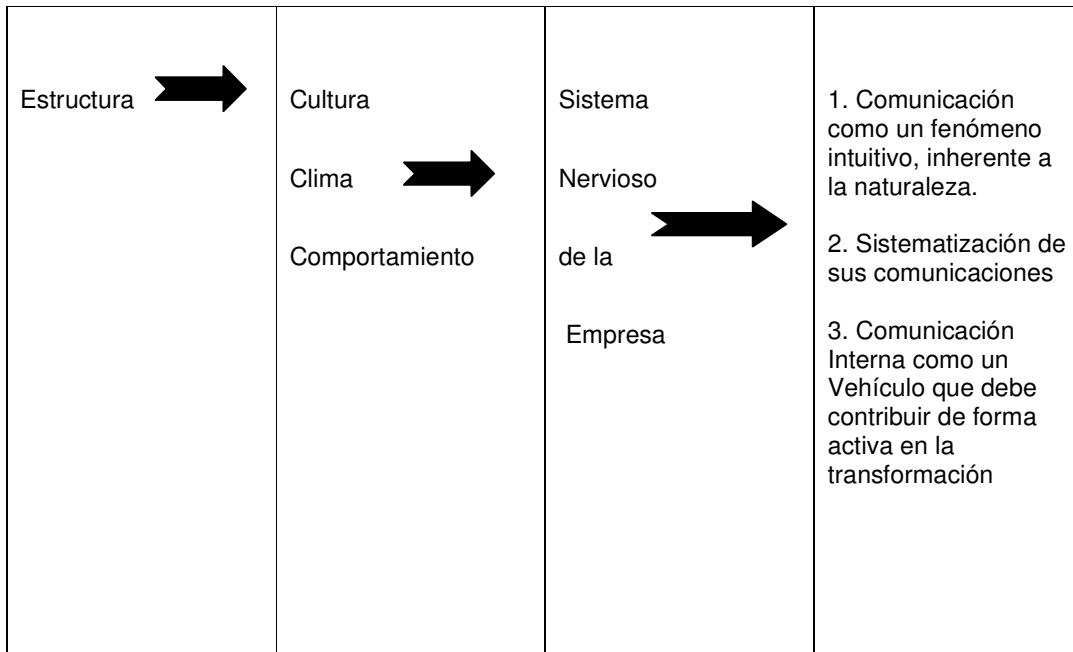 Estructura
Cultura
Clima
Comportamiento
Sistema
Nervioso
de la
Empresa
1. Comunicación
como un fenómeno
intuitivo, inherente a
la naturaleza.
2. Sistematización de
sus comunicaciones
3. Comunicación
Interna como un
Vehículo que debe
contribuir de forma
activa en la
transformación